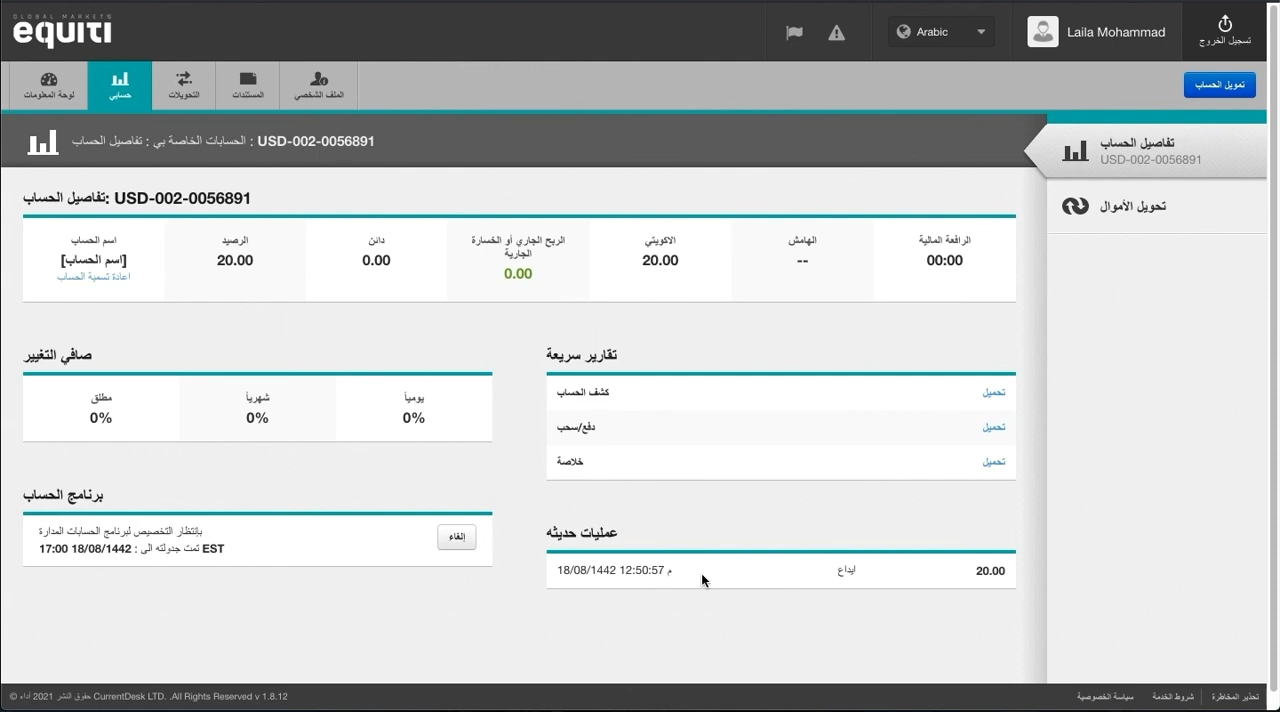 GLOBAL MARKETS
equiti
Arabic
Laila Mohammad
تسجيل الخروج
لوحة المعلومات
حسابي
التحويلات
المستندات
الملف الشخصي
تمويل الحساب
الحسابات الخاصة بي : تفاصيل الحساب : USD-002-0056891
تفاصيل الحساب
USD-002-0056891
تحويل الأموال
تفاصيل الحساب: USD-002-0056891
اسم الحساب
[اسم الحساب]
اعادة تسمية الحساب
الرصيد
20.00
دائن
0.00
الربح الجاري أو الخسارة
الجارية
0.00
الاكويتي
20.00
الهامش
--
الرافعة المالية
00:00
صافي التغيير
مطلق
0%
شهرياً
0%
يومياً
0%
تقارير سريعة
كشف الحساب
تحميل
دفع/سحب
تحميل
خلاصة
تحميل
برنامج الحساب
بإنتظار التخصيص لبرنامج الحسابات المدارة
تمت جدولته الى : 18/08/1442 17:00 EST
إلغاء
عمليات حديثه
18/08/1442 12:50:57 م
ايداع
20.00
© حقوق النشر 2021 أداء CurrentDesk LTD. .All Rights Reserved v 1.8.12
سياسة الخصوصية
شروط الخدمة
تحذير المخاطرة